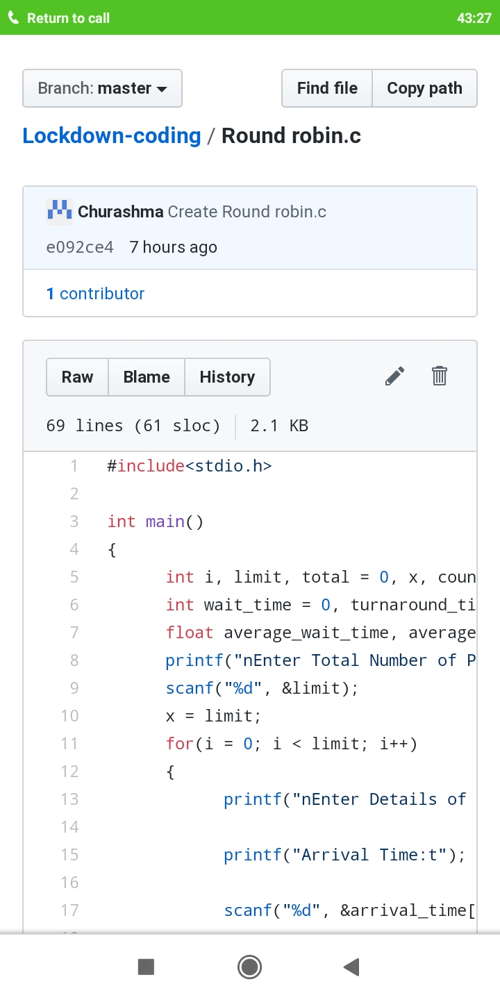 Return to call 43:27
Branch: master Find file Copy path
Lockdown-coding / Round robin.c
Churashma Create Round robin.c
e092ce4 7 hours ago
1 contributor
Raw Blame History
69 lines (61 sloc) 2.1 KB
1 #include<stdio.h>
2
3 int main()
4 {
5 int i, limit, total = 0, x, coun
6 int wait_time = 0, turnaround_ti
7 float average_wait_time, average
8 printf("nEnter Total Number of P
9 scanf("%d", &limit);
10 x = limit;
11 for(i = 0; i < limit; i++)
12 {
13 printf("nEnter Details of
14
15 printf("Arrival Time:t");
16
17 scanf("%d", &arrival_time[